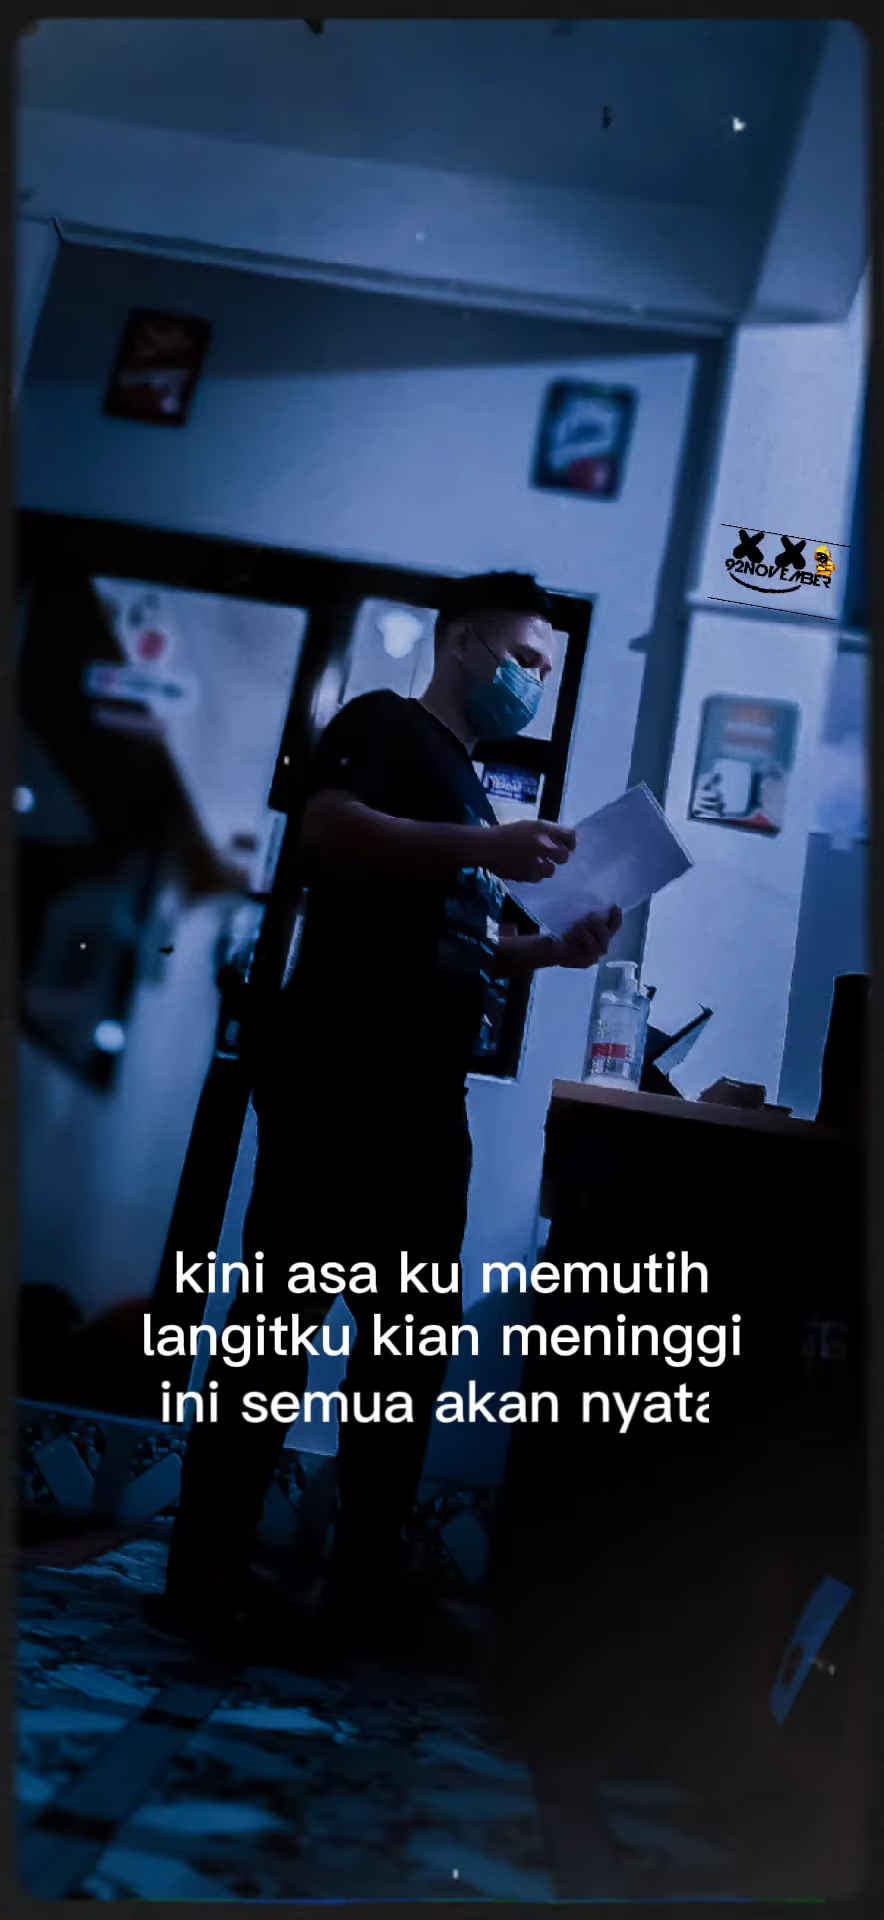 92NOVEMBER
kini asa ku memutih
langitku kian meninggi
ini semua akan nyata